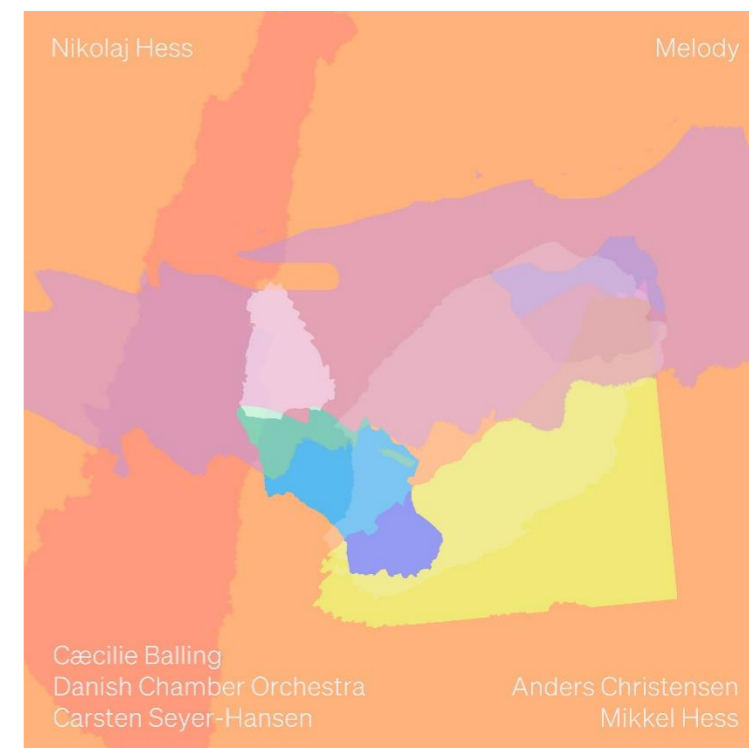 Nikolaj Hess
Melody
Cæcilie Balling
Danish Chamber Orchestra
Carsten Seyer-Hansen
Anders Christensen
Mikkel Hess